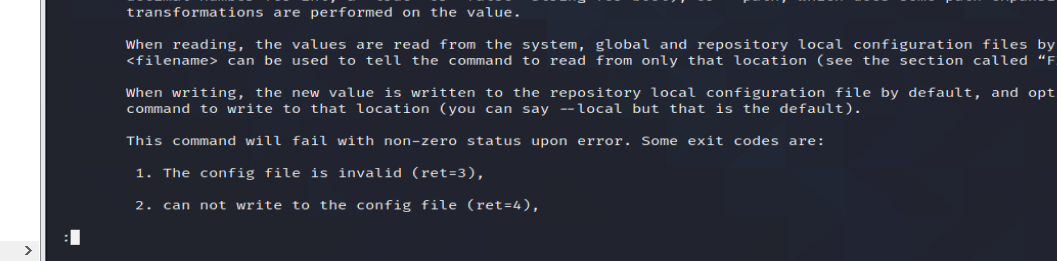 transformations are performed on the value.
When reading, the values are read from the system, global and repository local configuration files by
<filename> can be used to tell the command to read from only that location (see the section called “F
When writing, the new value is written to the repository local configuration file by default, and opt
command to write to that location (you can say --local but that is the default).
This command will fail with non-zero status upon error. Some exit codes are:
1. The config file is invalid (ret=3),
2. can not write to the config file (ret=4),
: